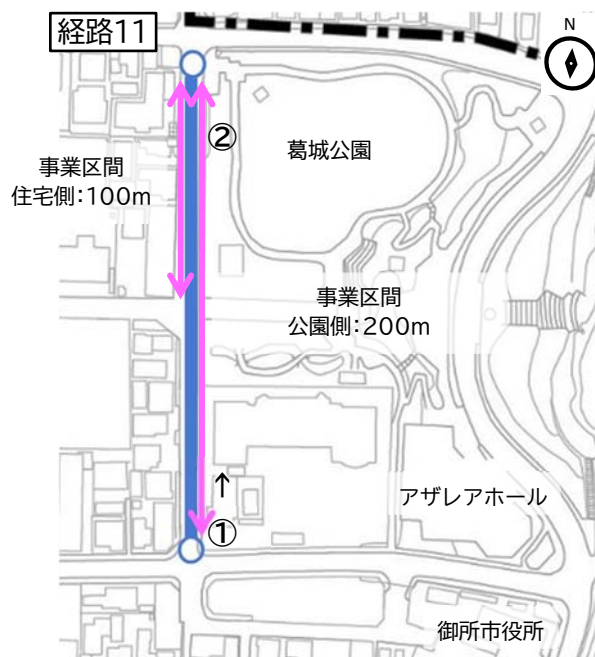 経路11
N
②
葛城公園
事業区間
住宅側:100m
事業区間
公園側:200m
アザレアホール
↑
①
御所市役所